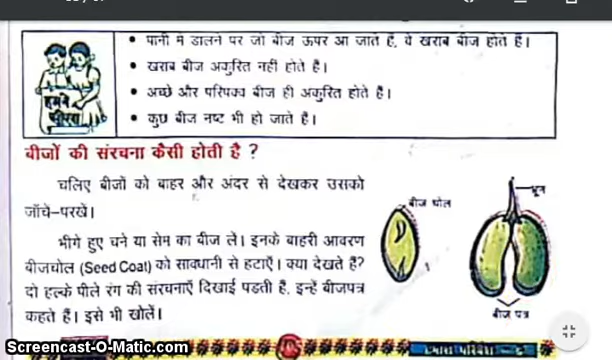 पानी में डालने पर जो बीज ऊपर आ जाते हैं, वे खराब बीज होते हैं।
खराब बीज अंकुरित नहीं होते हैं।
अच्छे और परिपक्व बीज ही अंकुरित होते हैं।
कुछ बीज नष्ट भी हो जाते हैं।
हमने
सीखा
बीजों की संरचना कैसी होती है ?
चलिए बीजों को बाहर और अंदर से देखकर उसको
जाँचे-परखें।
भीगे हुए चने या सेम का बीज लें। इनके बाहरी आवरण
बीजचोल (Seed Coat) को सावधानी से हटाएँ। क्या देखते हैं?
दो हल्के पीले रंग की संरचनाएँ दिखाई पडती हैं, इन्हें बीजपत्र
कहते हैं। इसे भी खोलें।
बीज चोल
भ्रून
बीज पत्र
Screencast-O-Matic.com